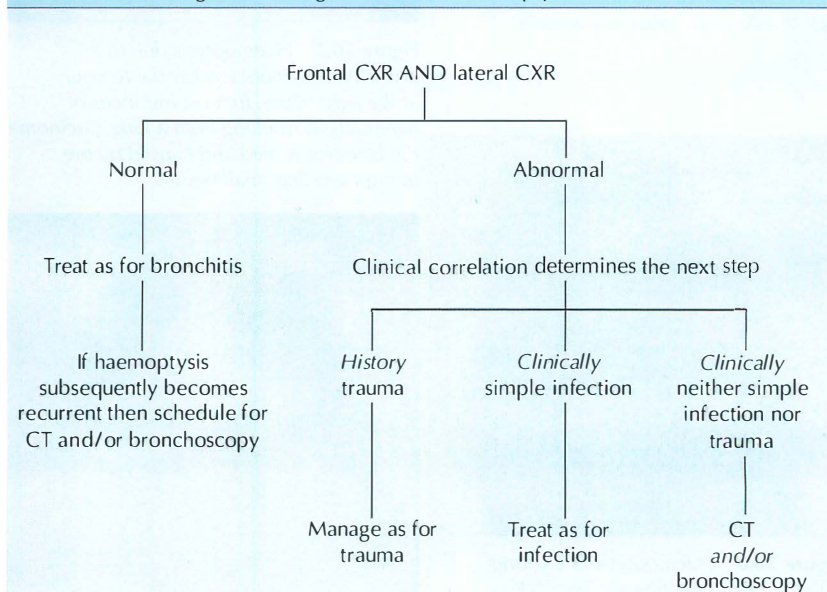 Frontal CXR AND lateral CXR
Normal
Abnormal
Treat as for bronchitis
Clinical correlation determines the next step
If haemoptysis
subsequently becomes
recurrent then schedule for
CT and/or bronchoscopy
History
trauma
Clinically
simple infection
Clinically
neither simple
infection nor
trauma
Manage as for
trauma
Treat as for
infection
CT
and/or
bronchoscopy